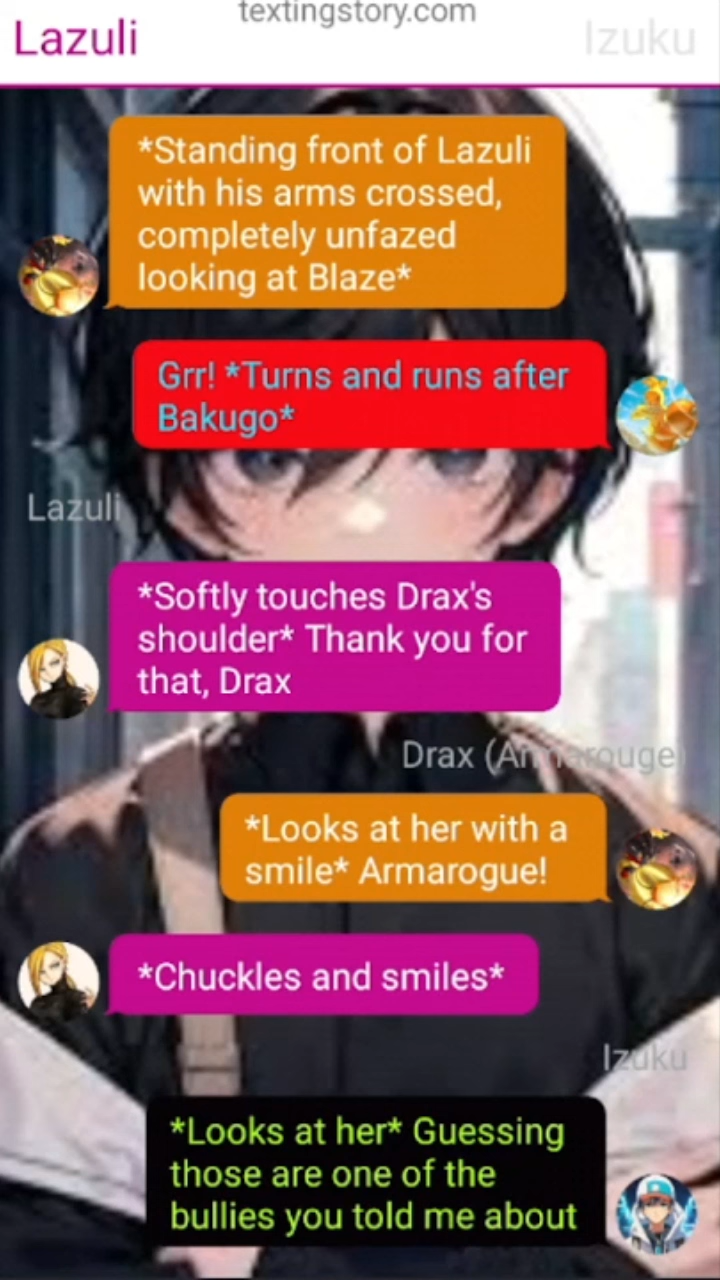 textingstory.com
Lazuli
Izuku
*Standing front of Lazuli
with his arms crossed,
completely unfazed
looking at Blaze*
Grr! *Turns and runs after
Bakugo*
Lazuli
*Softly touches Drax's
shoulder* Thank you for
that, Drax
Drax (Armarouge)
*Looks at her with a
smile* Armarogue!
*Chuckles and smiles*
Izuku
*Looks at her* Guessing
those are one of the
bullies you told me about